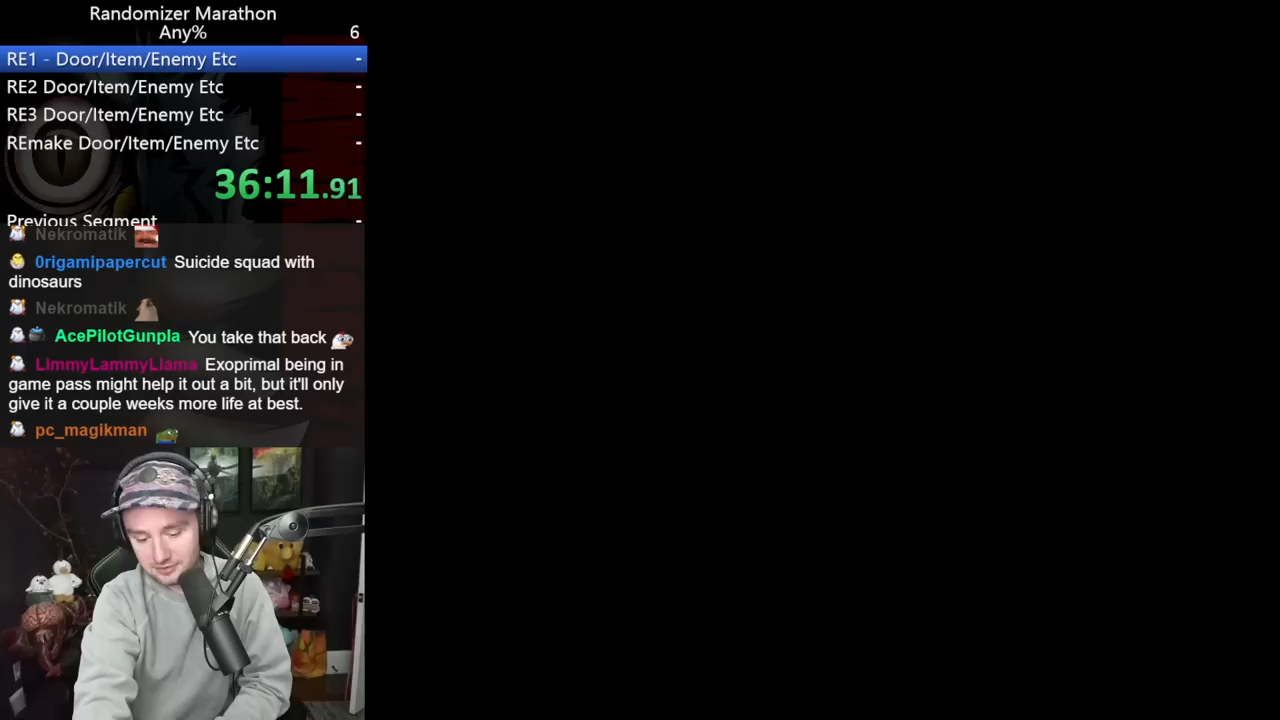 Randomizer Marathon
Any% 6
RE1 - Door/Item/Enemy Etc -
RE2 Door/Item/Enemy Etc -
RE3 Door/Item/Enemy Etc -
REmake Door/Item/Enemy Etc -
36:11.91
Previous Segment -
Nekromatik
0rigamipapercut Suicide squad with
dinosaurs
Nekromatik
AcePilotGunpla You take that back
LImmyLammyLlama Exoprimal being in
game pass might help it out a bit, but it'll only
give it a couple weeks more life at best.
pc_magikman